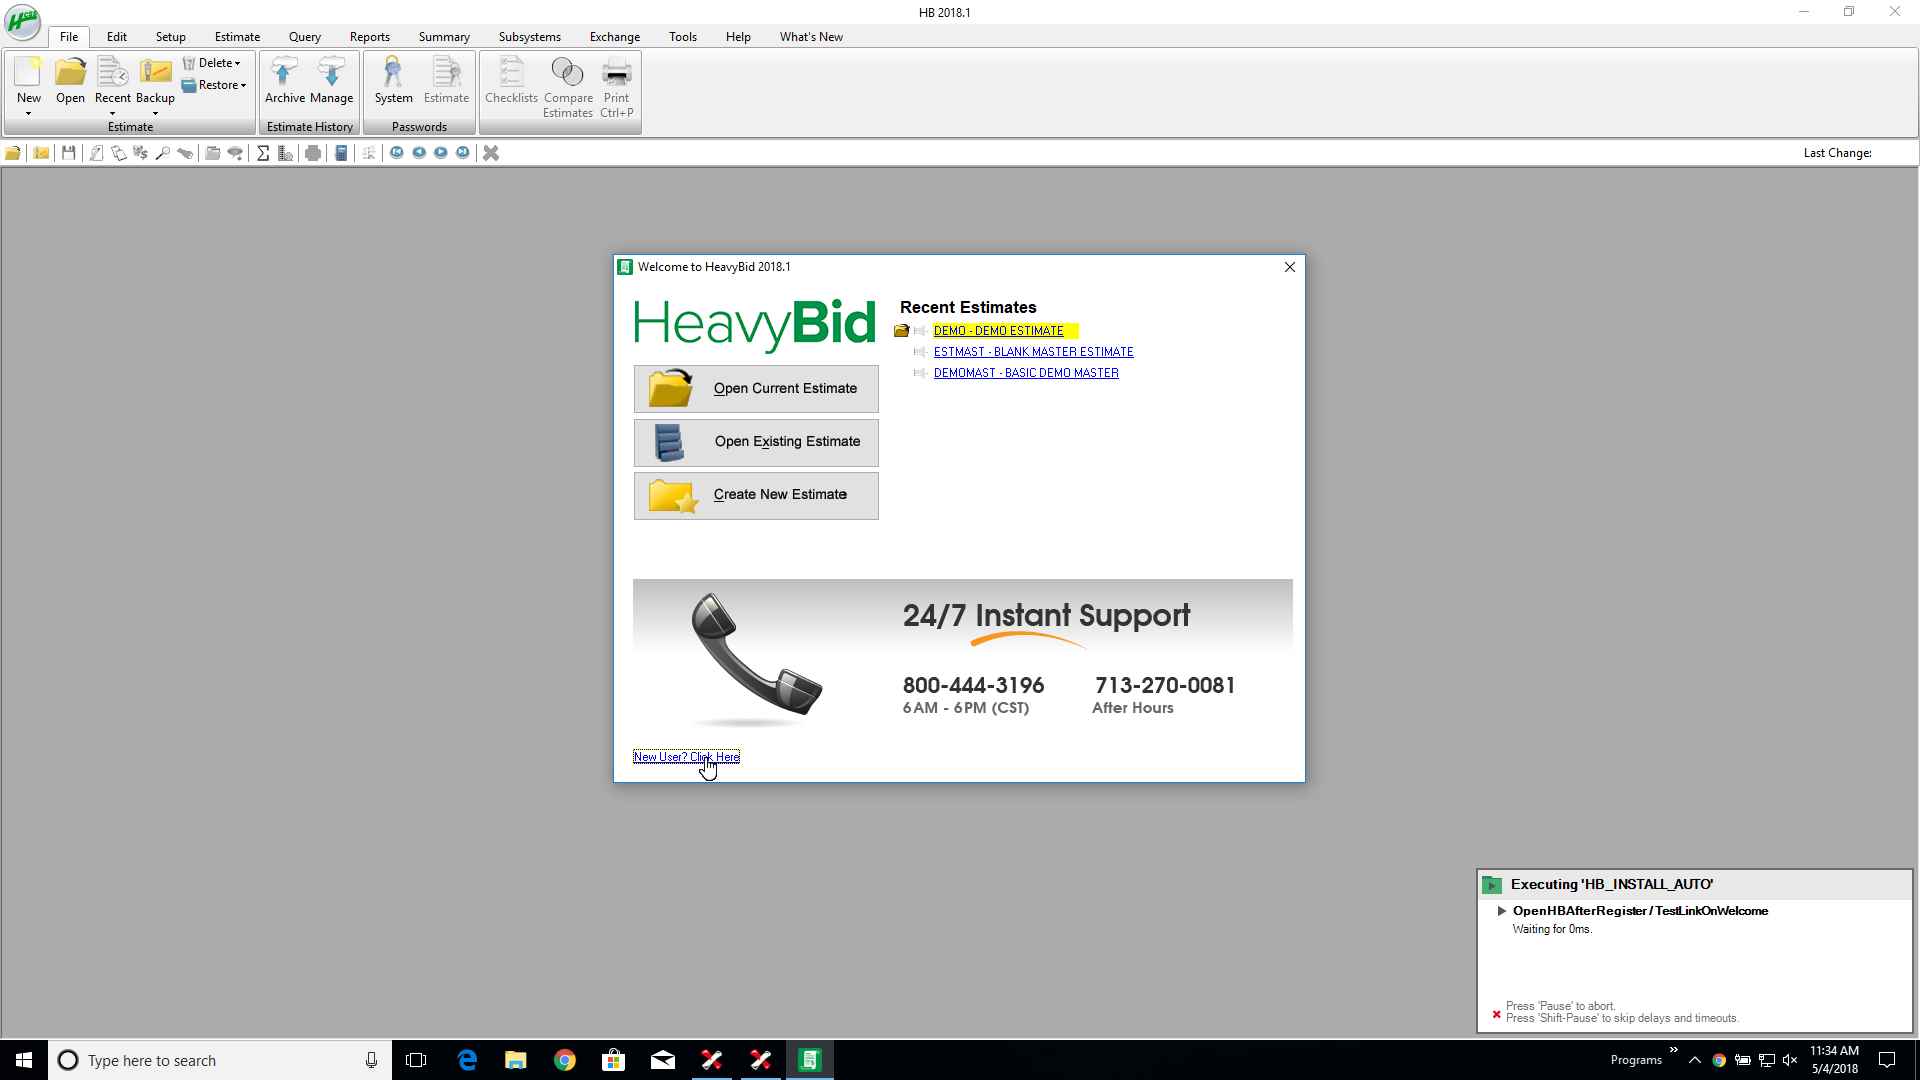 HB 2018.1
File Edit Setup Estimate Query Reports Summary Subsystems Exchange Tools Help What's New
New Open Recent Backup Delete Restore
Archive Manage
System Estimate
Checklists Compare Estimates Print Ctrl+P
Estimate Estimate History Passwords
Last Change:
Welcome to HeavyBid 2018.1
HeavyBid
Open Current Estimate
Open Existing Estimate
Create New Estimate
Recent Estimates
DEMO - DEMO ESTIMATE
ESTMAST - BLANK MASTER ESTIMATE
DEMOMAST - BASIC DEMO MASTER
24/7 Instant Support
800-444-3196 713-270-0081
6AM - 6PM (CST) After Hours
New User? Click Here
Executing 'HB_INSTALL_AUTO'
OpenHBAfterRegister / TestLinkOnWelcome
Waiting for 0ms.
Press 'Pause' to abort.
Press 'Shift-Pause' to skip delays and timeouts.
Type here to search
Programs
11:34 AM
5/4/2018